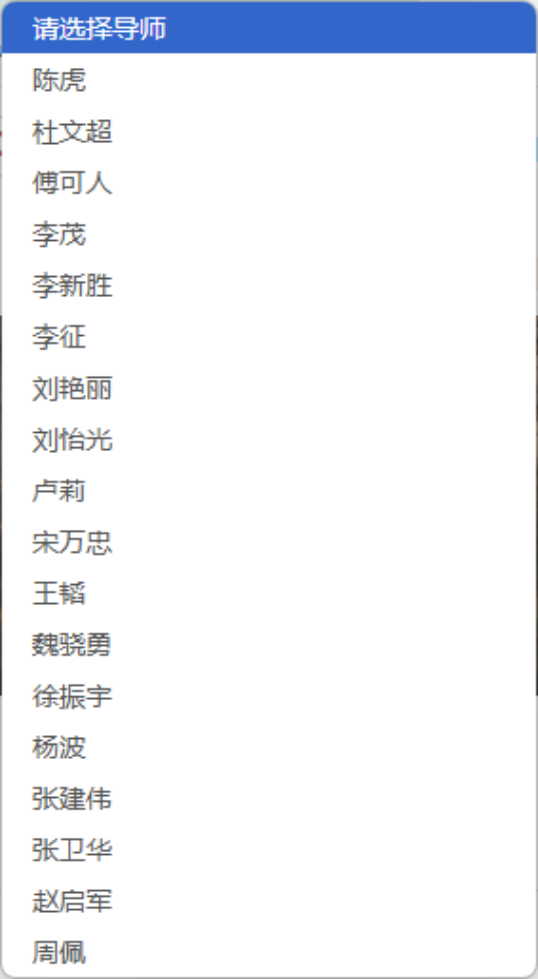 请选择导师
陈虎
杜文超
傅可人
李茂
李新胜
李征
刘艳丽
刘怡光
卢莉
宋万忠
王韬
魏骁勇
徐振宇
杨波
张建伟
张卫华
赵启军
周佩